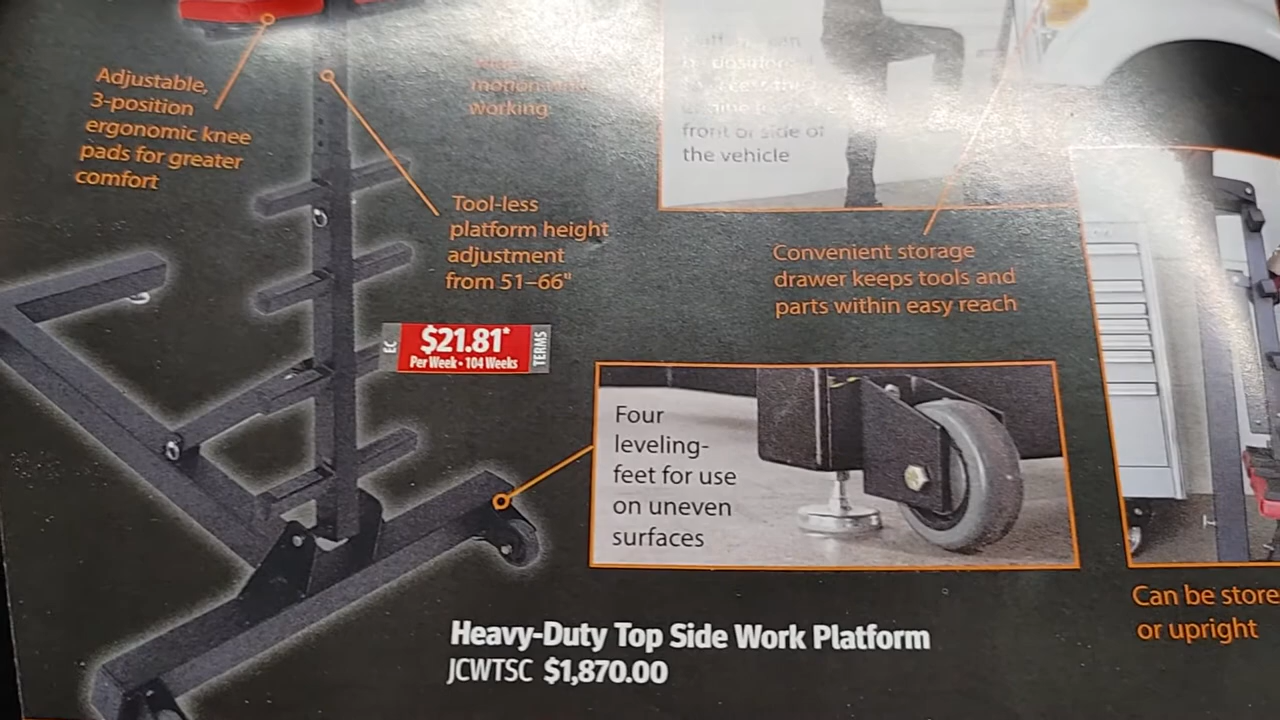 Adjustable,
3-position
ergonomic knee
pads for greater
comfort
motion
working
Tool-less
platform height
adjustment
from 51–66"
EC
$21.81*
Per Week • 104 Weeks
TERMS
front or side of
the vehicle
Convenient storage
drawer keeps tools and
parts within easy reach
Four
leveling-
feet for use
on uneven
surfaces
Can be store
or upright
Heavy-Duty Top Side Work Platform
JCWTSC $1,870.00